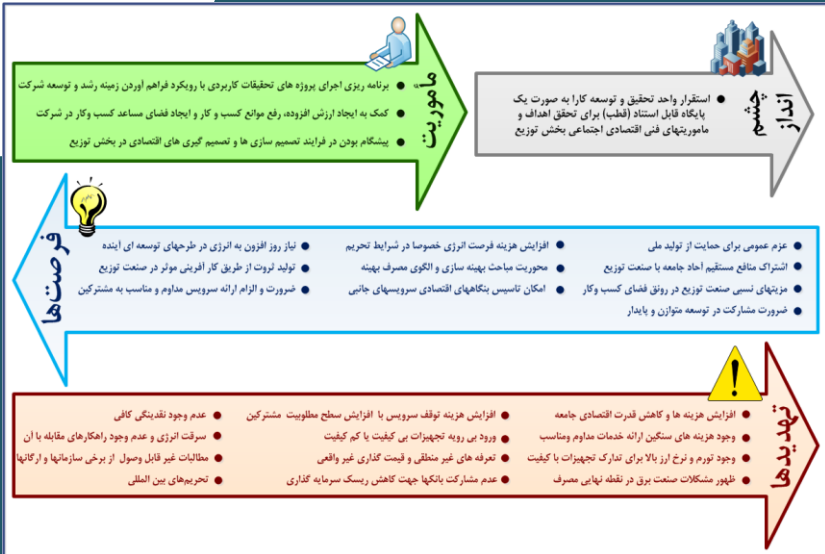 چشم
انداز
استقرار واحد تحقیق و توسعه کارا به صورت یک
پایگاه قابل استناد (قطب) برای تحقق اهداف و
ماموریتهای فنی اقتصادی اجتماعی بخش توزیع
ماموریت
برنامه ریزی اجرای پروژه های تحقیقات کاربردی با رویکرد فراهم آوردن زمینه رشد و توسعه شرکت
کمک به ایجاد ارزش افزوده، رفع موانع کسب و کار و ایجاد فضای مساعد کسب وکار در شرکت
پیشگام بودن در فرایند تصمیم سازی ها و تصمیم گیری های اقتصادی در بخش توزیع
فرصت‌ها
عزم عمومی برای حمایت از تولید ملی
اشتراک منافع مستقیم آحاد جامعه با صنعت توزیع
مزیتهای نسبی صنعت توزیع در رونق فضای کسب وکار
ضرورت مشارکت در توسعه متوازن و پایدار
افزایش هزینه فرصت انرژی خصوصا در شرایط تحریم
محوریت مباحث بهینه سازی و الگوی مصرف بهینه
امکان تاسیس بنگاههای اقتصادی سرویسهای جانبی
نیاز روز افزون به انرژی در طرحهای توسعه ای آینده
تولید ثروت از طریق کار آفرینی موثر در صنعت توزیع
ضرورت و الزام ارائه سرویس مداوم و مناسب به مشترکین
تهدیدها
افزایش هزینه ها و کاهش قدرت اقتصادی جامعه
وجود هزینه های سنگین ارائه خدمات مداوم ومناسب
وجود تورم و نرخ ارز بالا برای تدارک تجهیزات با کیفیت
ظهور مشکلات صنعت برق در نقطه نهایی مصرف
افزایش هزینه توقف سرویس با افزایش سطح مطلوبیت مشترکین
ورود بی رویه تجهیزات بی کیفیت یا کم کیفیت
تعرفه های غیر منطقی و قیمت گذاری غیر واقعی
عدم مشارکت بانکها جهت کاهش ریسک سرمایه گذاری
عدم وجود نقدینگی کافی
سرقت انرژی و عدم وجود راهکارهای مقابله با آن
مطالبات غیر قابل وصول از برخی سازمانها و ارگانها
تحریم‌های بین المللی